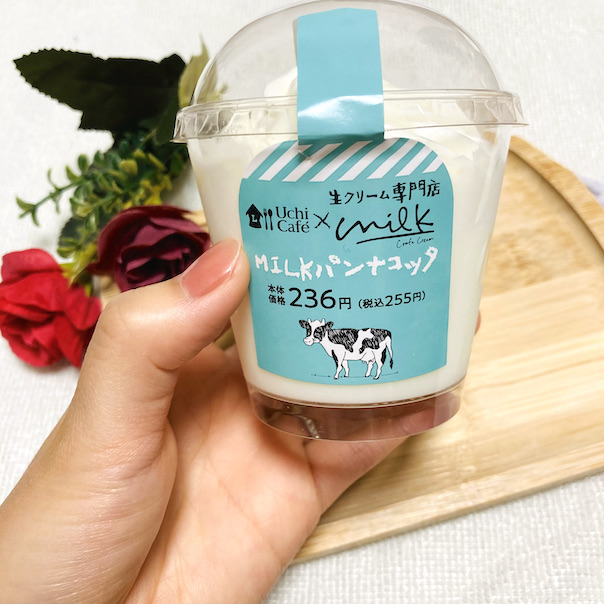 生クリーム専門店
Uchi Café × milk
Craft Cream
MILKパンナコッタ
本体価格 236円 (税込255円)